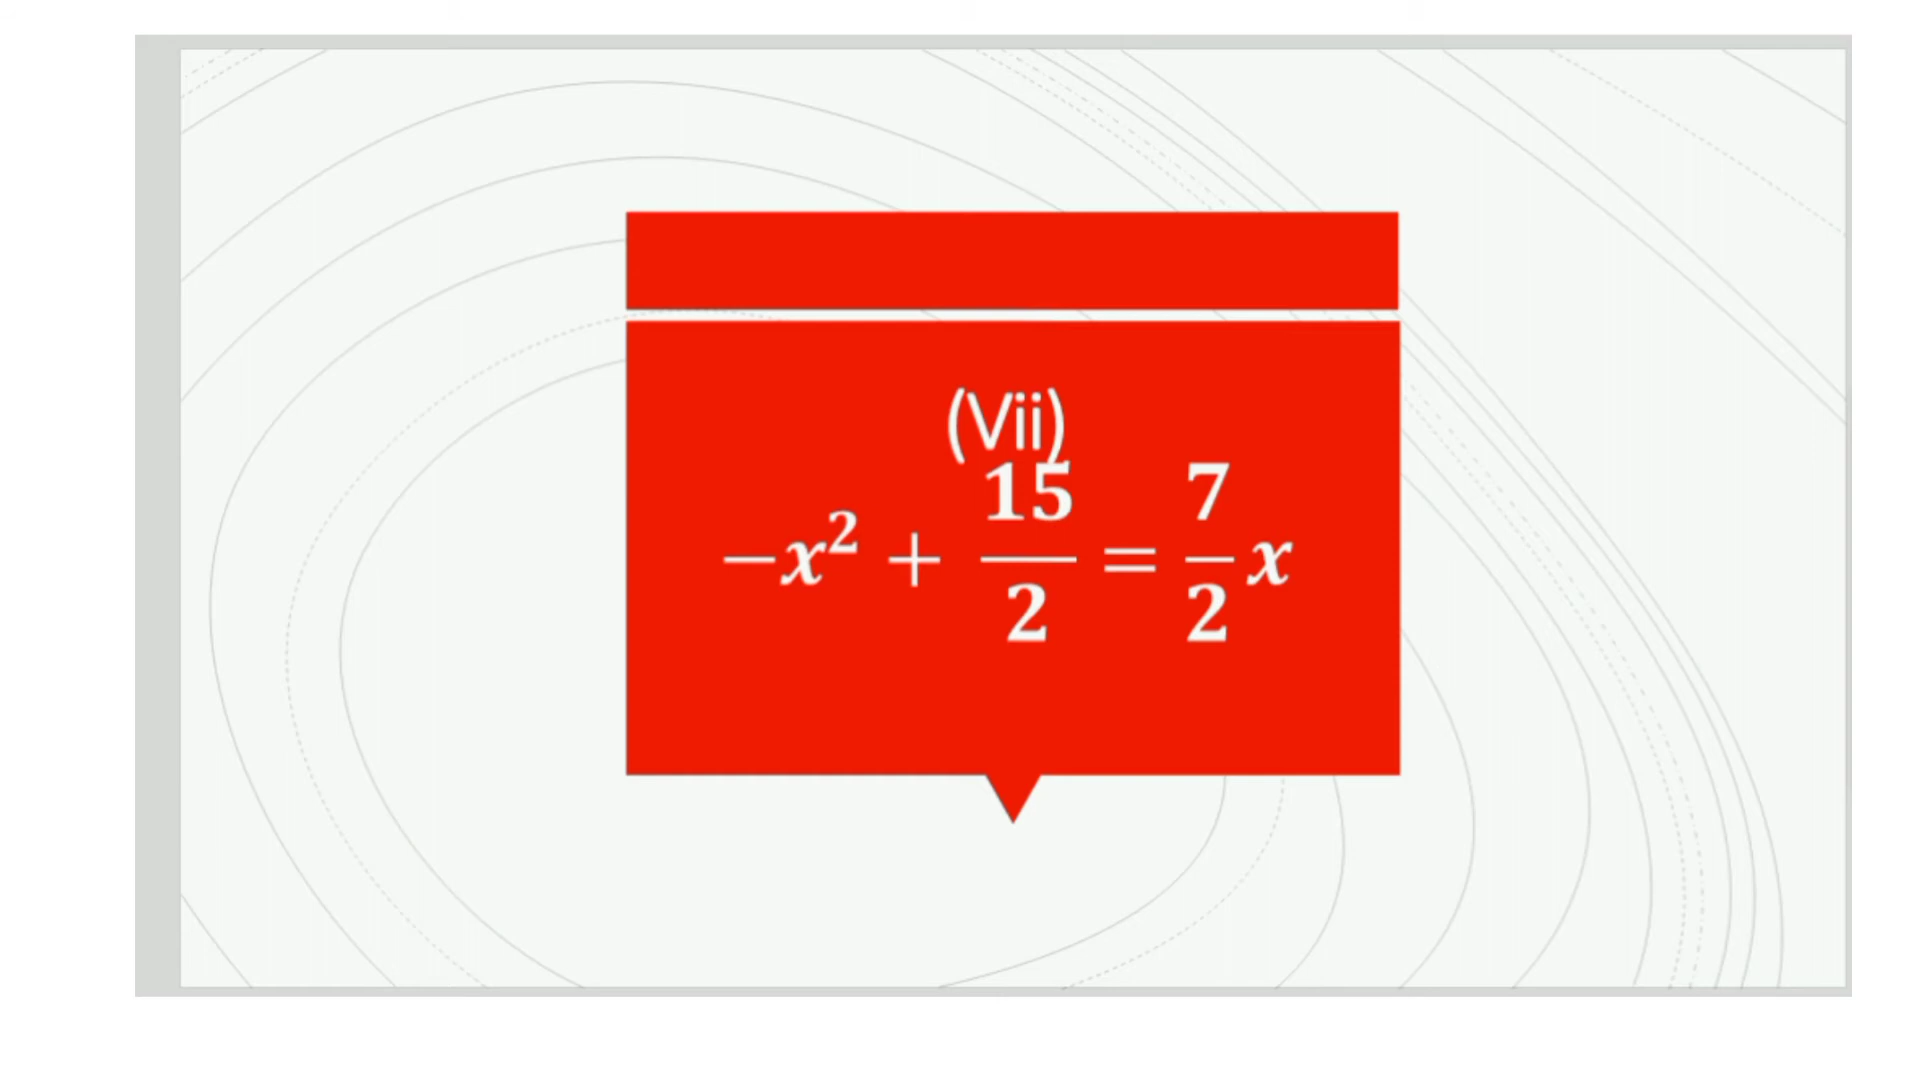 (Vii)
−x² + 15/2 = 7/2 x